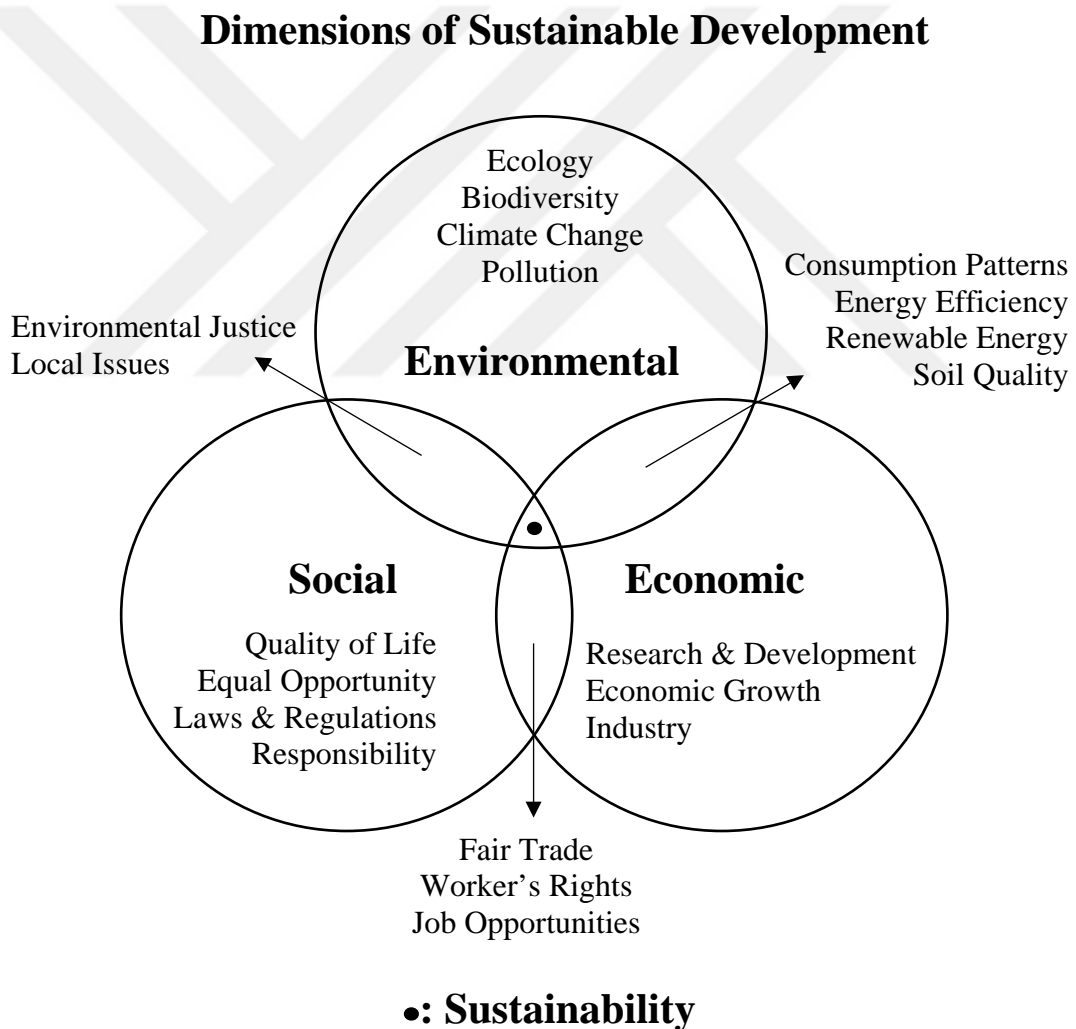 Dimensions of Sustainable Development
Ecology
Biodiversity
Climate Change
Pollution
Consumption Patterns
Energy Efficiency
Renewable Energy
Soil Quality
Environmental Justice
Local Issues
Environmental
Social
Economic
Quality of Life
Equal Opportunity
Laws & Regulations
Responsibility
Research & Development
Economic Growth
Industry
Fair Trade
Worker’s Rights
Job Opportunities
●: Sustainability